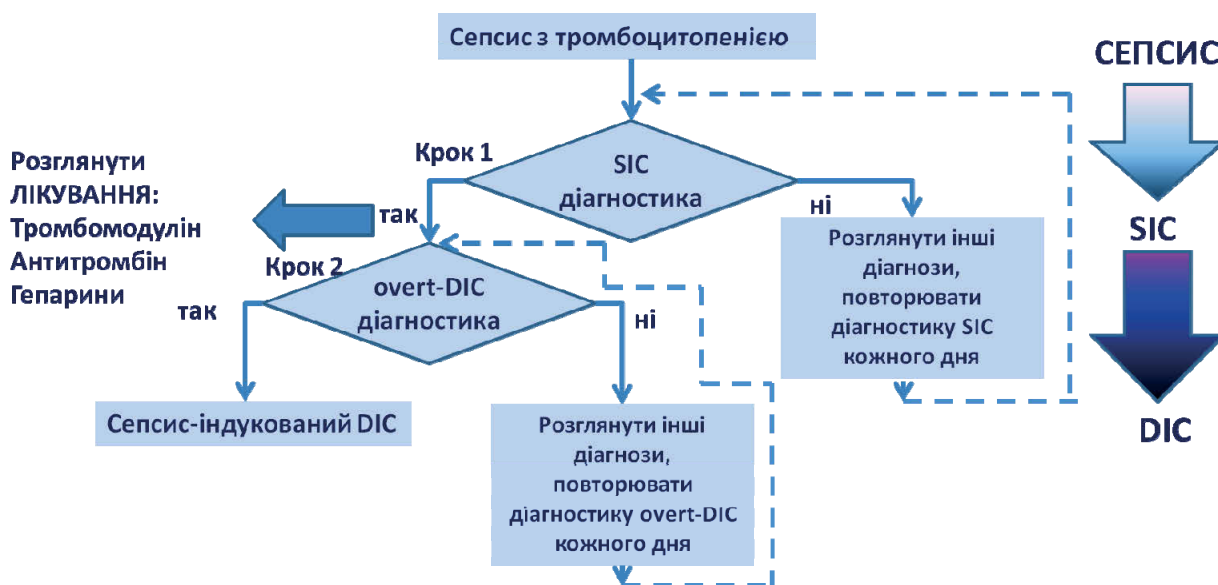 Сепсис з тромбоцитопенією
СЕПСИС
Крок 1
SIC
діагностика
Розглянути
ЛІКУВАННЯ:
Тромбомодулін
Антитромбін
Гепарини
так
ні
Розглянути інші
діагнози,
повторювати
діагностику SIC
кожного дня
SIC
Крок 2
overt-DIC
діагностика
так
ні
Сепсис-індукований DIC
Розглянути інші
діагнози,
повторювати
діагностику overt-DIC
кожного дня
DIC